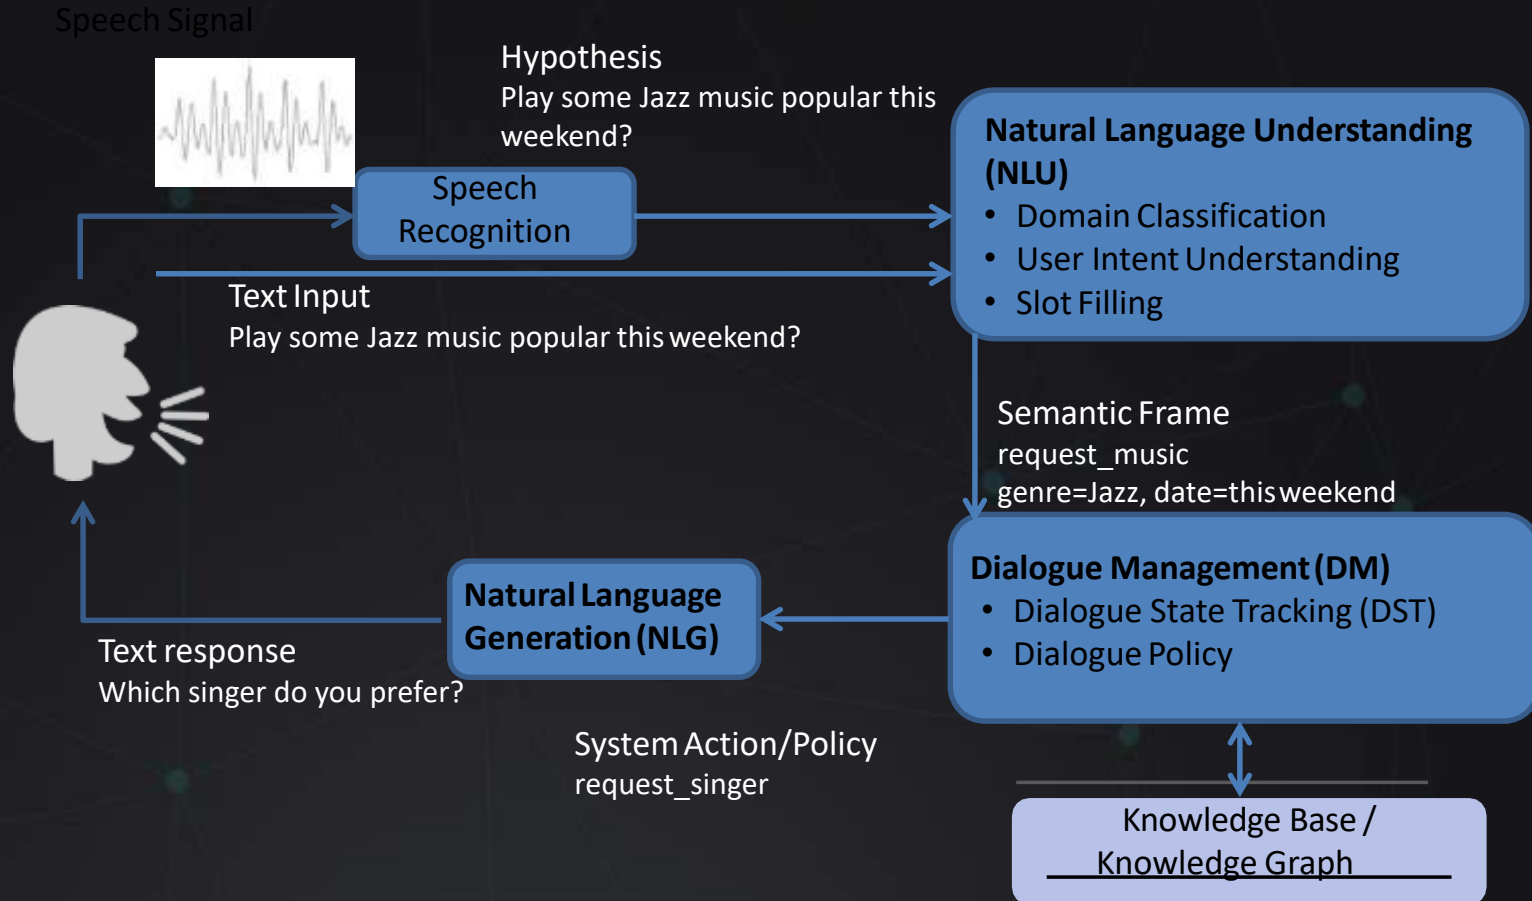 Speech Signal
Hypothesis
Play some Jazz music popular this
weekend?
Speech
Recognition
Text Input
Play some Jazz music popular this weekend?
Natural Language Understanding
(NLU)
• Domain Classification
• User Intent Understanding
• Slot Filling
Semantic Frame
request_music
genre=Jazz, date=this weekend
Dialogue Management (DM)
• Dialogue State Tracking (DST)
• Dialogue Policy
Natural Language
Generation (NLG)
Text response
Which singer do you prefer?
System Action/Policy
request_singer
Knowledge Base /
Knowledge Graph